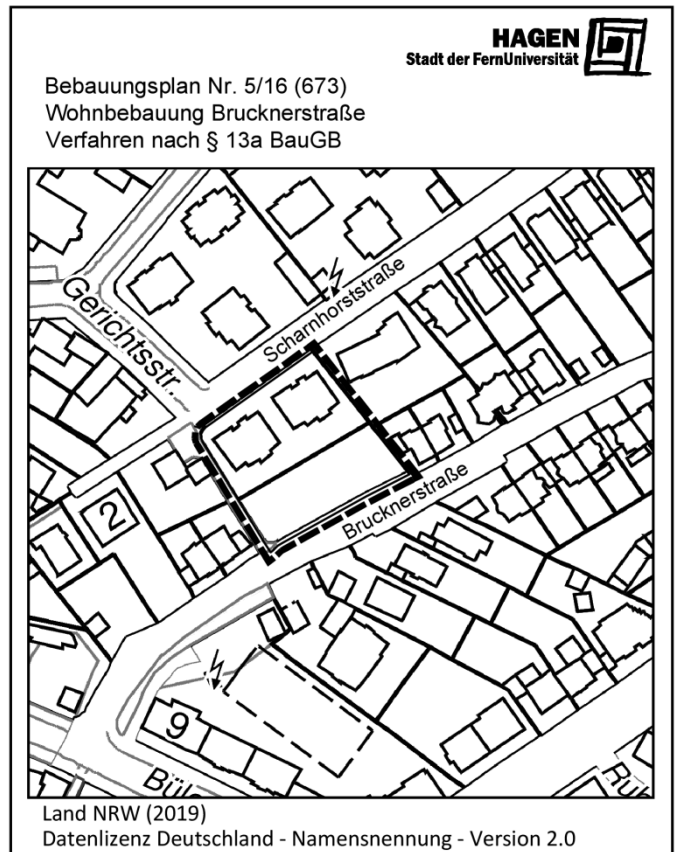 HAGEN
Stadt der FernUniversität
Bebauungsplan Nr. 5/16 (673)
Wohnbebauung Brucknerstraße
Verfahren nach § 13a BauGB
Gerichtsstr.
Scharnhorststraße
Brucknerstraße
2
9
Land NRW (2019)
Datenlizenz Deutschland - Namensnennung - Version 2.0